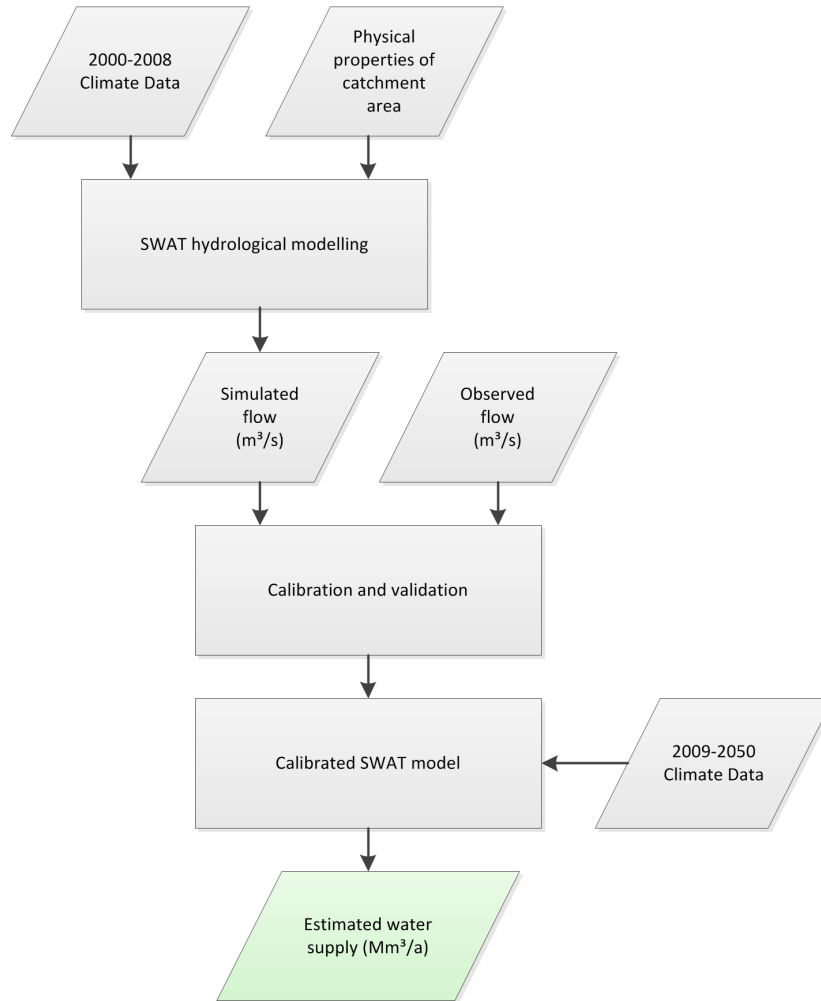 2000-2008
Climate Data
Physical
properties of
catchment
area
SWAT hydrological modelling
Simulated
flow
(m³/s)
Observed
flow
(m³/s)
Calibration and validation
Calibrated SWAT model
2009-2050
Climate Data
Estimated water
supply (Mm³/a)